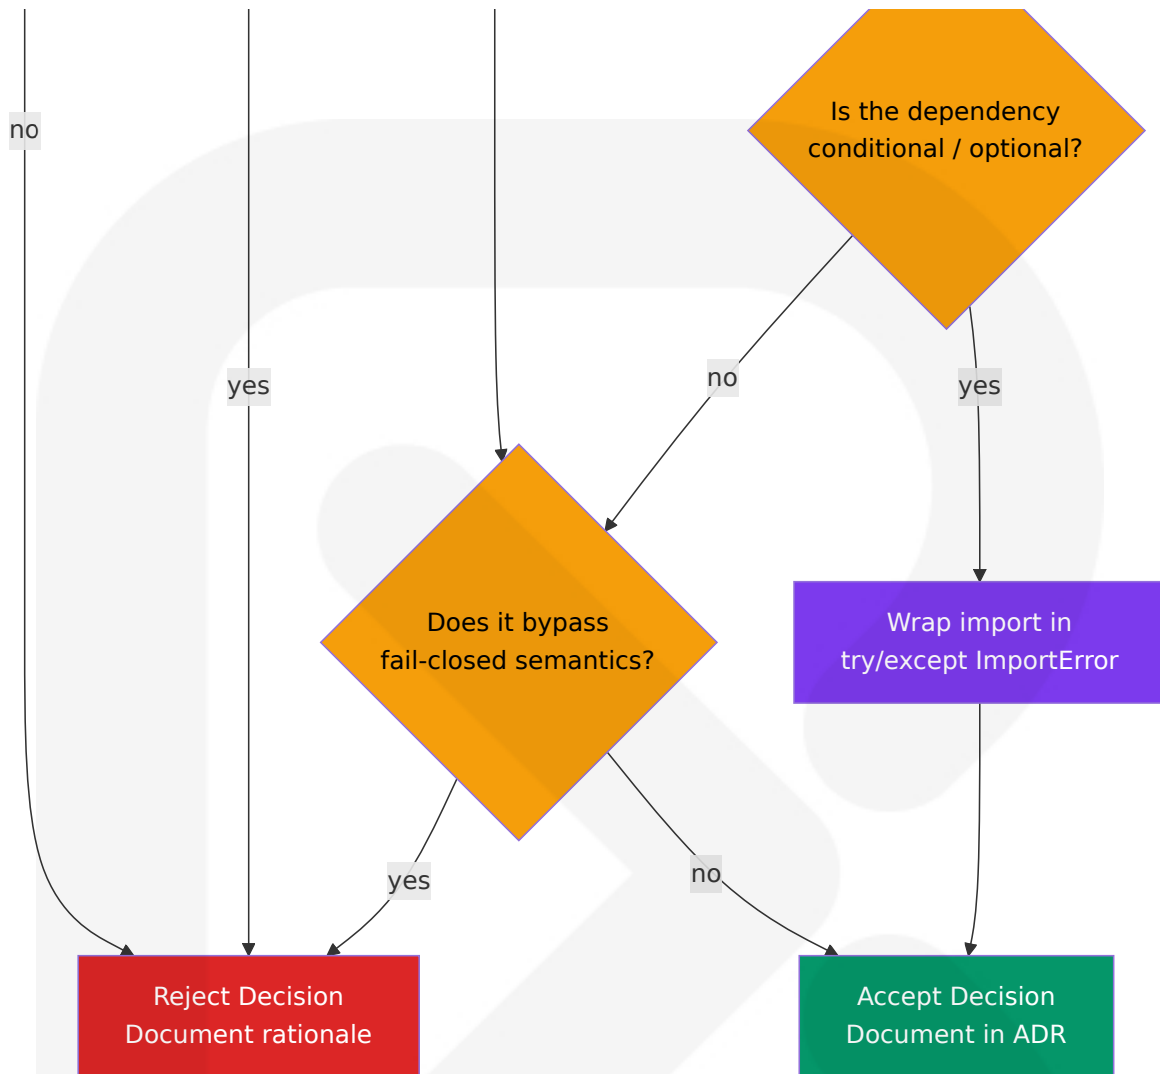 no
Is the dependency
conditional / optional?
no
yes
yes
Does it bypass
fail-closed semantics?
Wrap import in
try/except ImportError
yes
no
Reject Decision
Document rationale
Accept Decision
Document in ADR